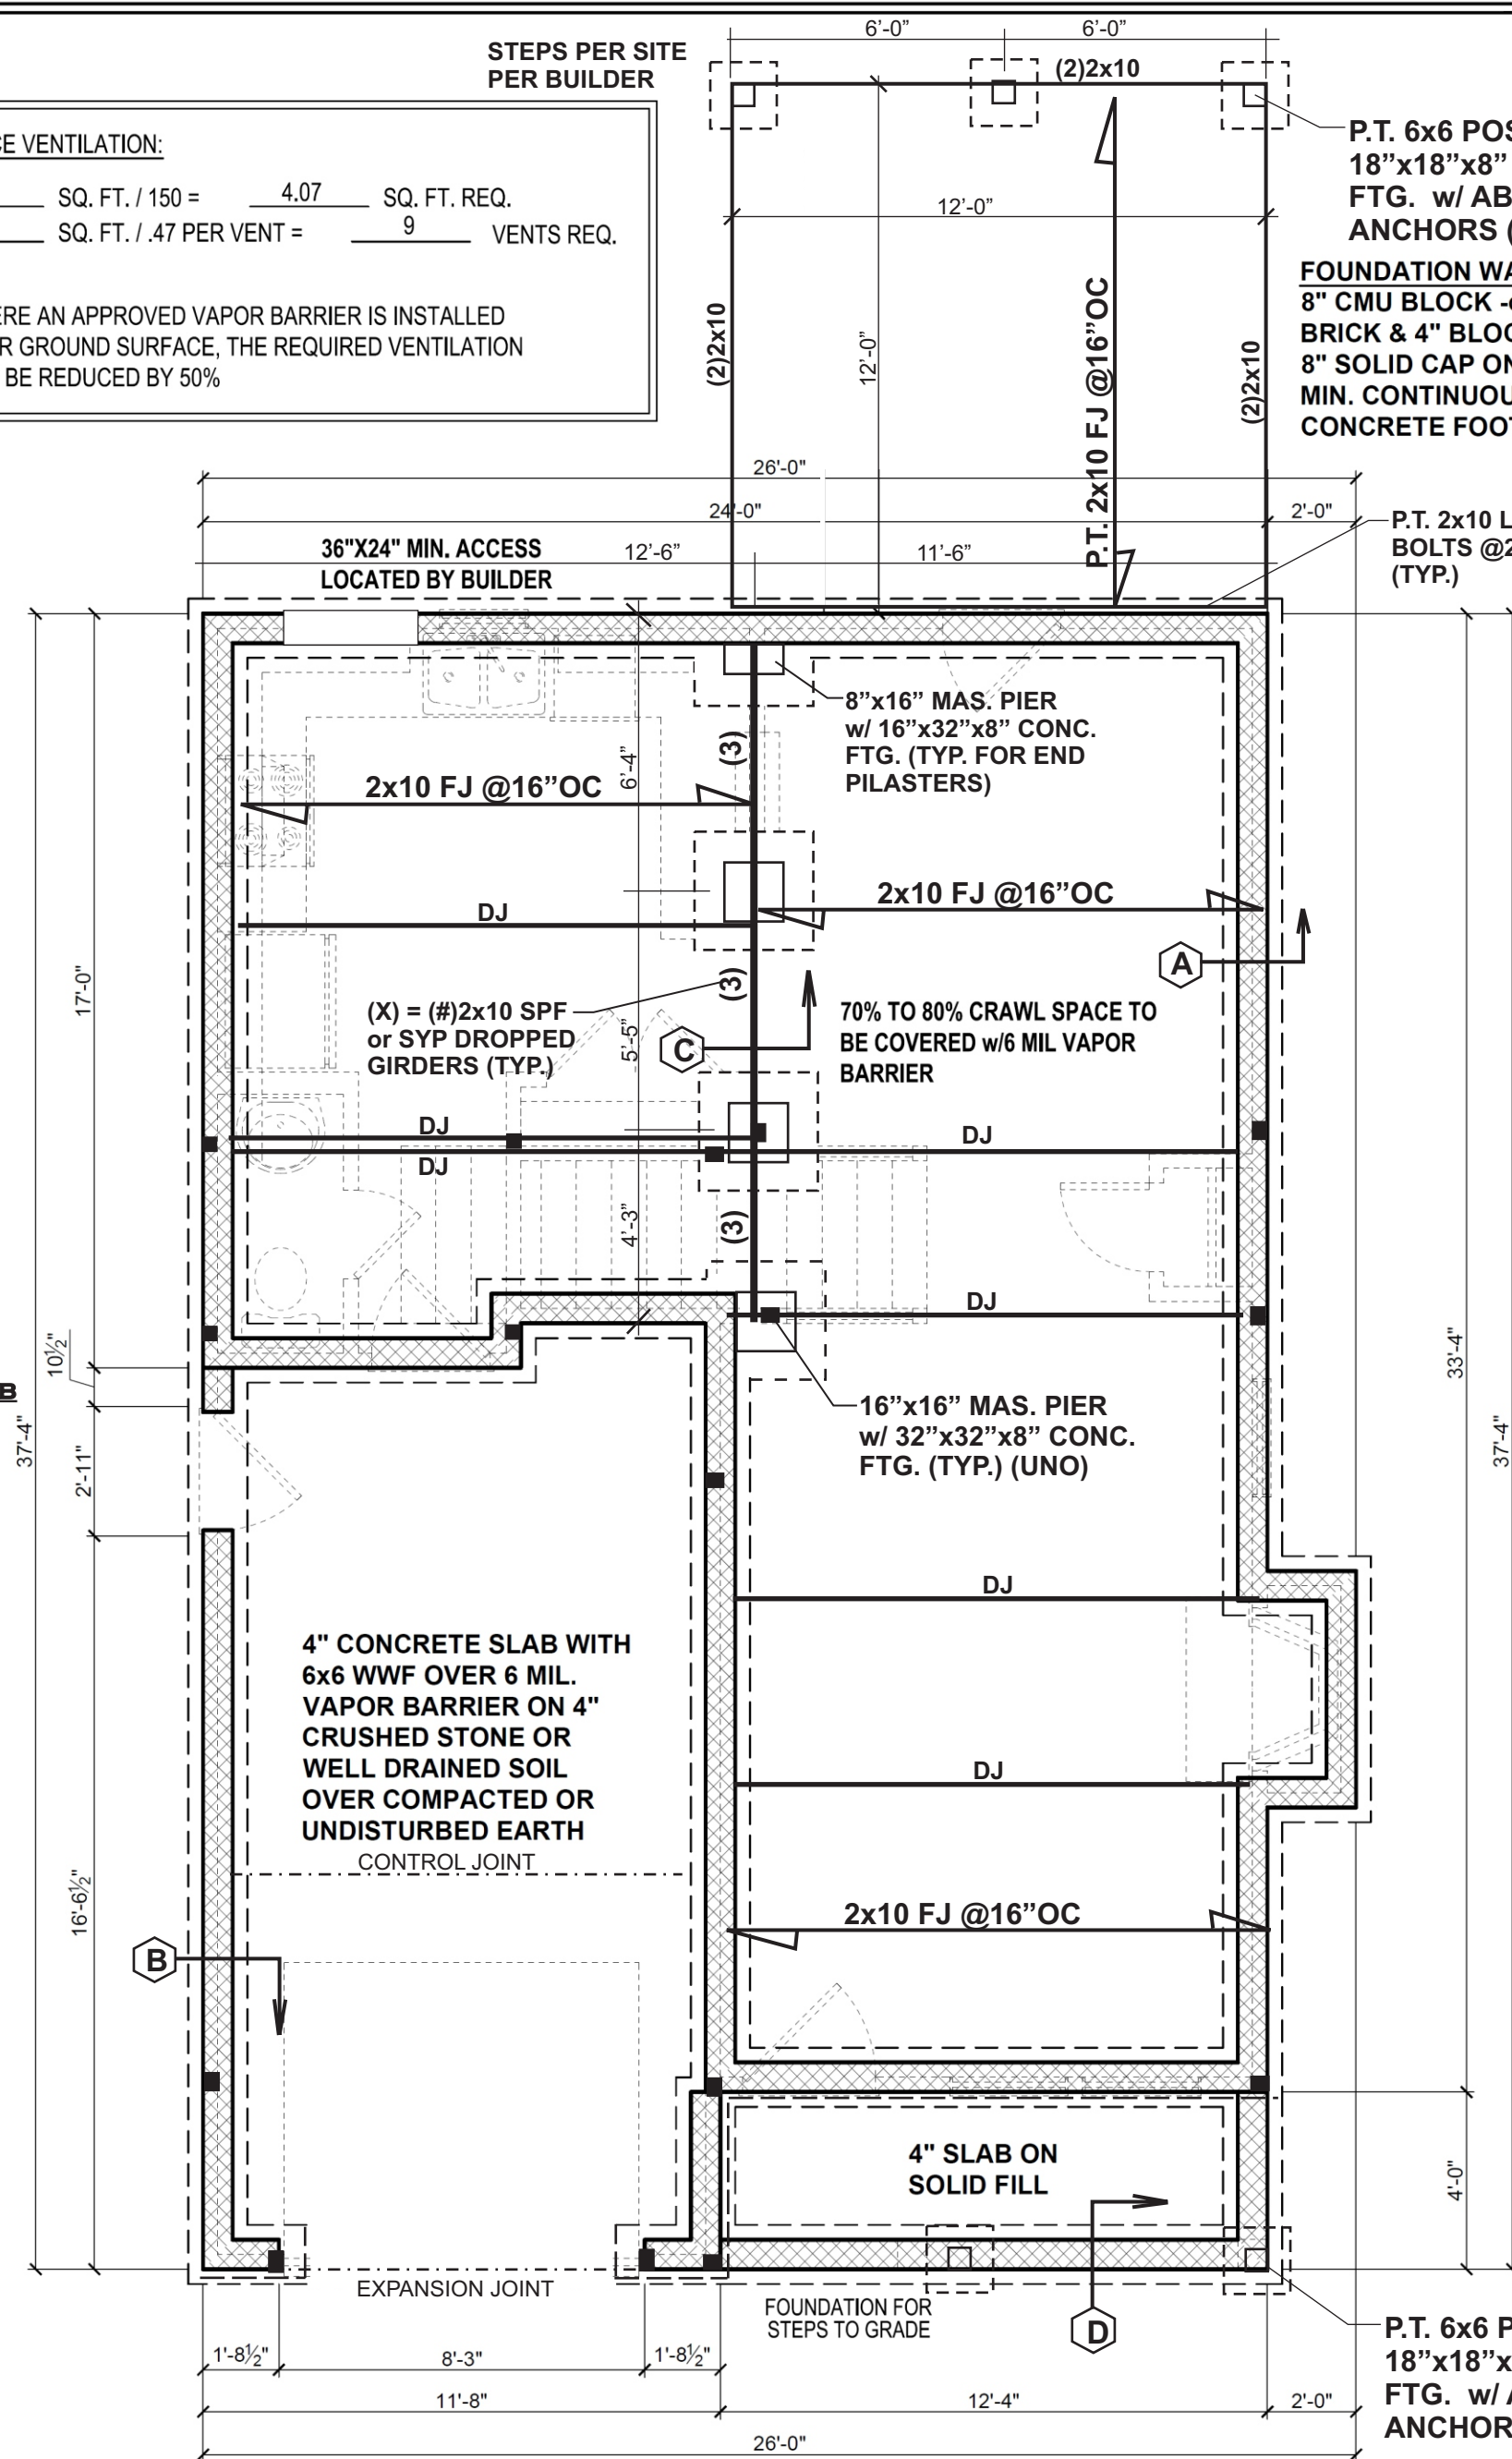 6'-0"
6'-0"
STEPS PER SITE
PER BUILDER
(2)2x10
CE VENTILATION:
SQ. FT. / 150 = 4.07 SQ. FT. REQ.
SQ. FT. / .47 PER VENT = 9 VENTS REQ.
ERE AN APPROVED VAPOR BARRIER IS INSTALLED
R GROUND SURFACE, THE REQUIRED VENTILATION
BE REDUCED BY 50%
P.T. 6x6 POS
18"x18"x8"
FTG. w/ AB
ANCHORS (
12'-0"
12'-0"
(2)2x10
P.T. 2x10 FJ @16"OC
(2)2x10
FOUNDATION WA
8" CMU BLOCK -
BRICK & 4" BLOC
8" SOLID CAP ON
MIN. CONTINUOU
CONCRETE FOOT
26'-0"
24'-0"
2'-0"
12'-6"
11'-6"
36"X24" MIN. ACCESS
LOCATED BY BUILDER
P.T. 2x10 L
BOLTS @2
(TYP.)
8"x16" MAS. PIER
w/ 16"x32"x8" CONC.
FTG. (TYP. FOR END
PILASTERS)
(3)
6'-4"
2x10 FJ @16"OC
2x10 FJ @16"OC
DJ
A
17'-0"
(X) = (#)2x10 SPF
or SYP DROPPED
GIRDERS (TYP.)
(3)
5'-5"
C
70% TO 80% CRAWL SPACE TO
BE COVERED w/6 MIL VAPOR
BARRIER
DJ
DJ
DJ
4'-3"
(3)
DJ
10½"
B
37'-4"
2'-11"
33'-4"
37'-4"
16"x16" MAS. PIER
w/ 32"x32"x8" CONC.
FTG. (TYP.) (UNO)
DJ
4" CONCRETE SLAB WITH
6x6 WWF OVER 6 MIL.
VAPOR BARRIER ON 4"
CRUSHED STONE OR
WELL DRAINED SOIL
OVER COMPACTED OR
UNDISTURBED EARTH
CONTROL JOINT
DJ
16'-6½"
2x10 FJ @16"OC
B
4" SLAB ON
SOLID FILL
4'-0"
EXPANSION JOINT
FOUNDATION FOR
STEPS TO GRADE
D
P.T. 6x6 P
18"x18"x
FTG. w/ A
ANCHOR
1'-8½"
8'-3"
1'-8½"
11'-8"
12'-4"
2'-0"
26'-0"